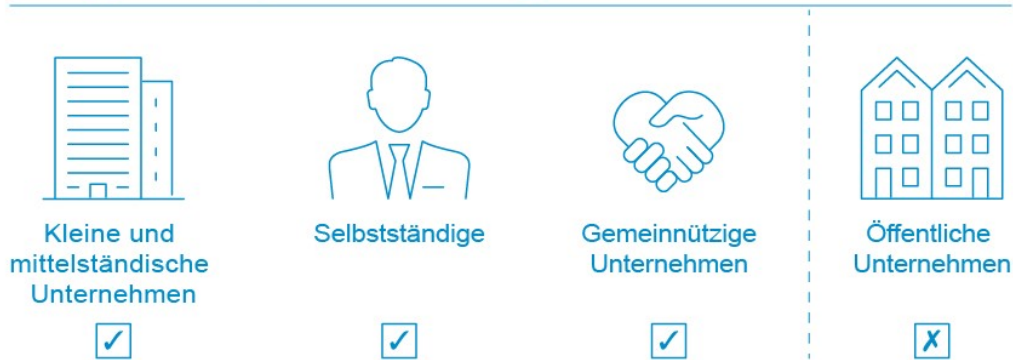 Kleine und
mittelständische
Unternehmen
✓
Selbstständige
✓
Gemeinnützige
Unternehmen
✓
Öffentliche
Unternehmen
✗